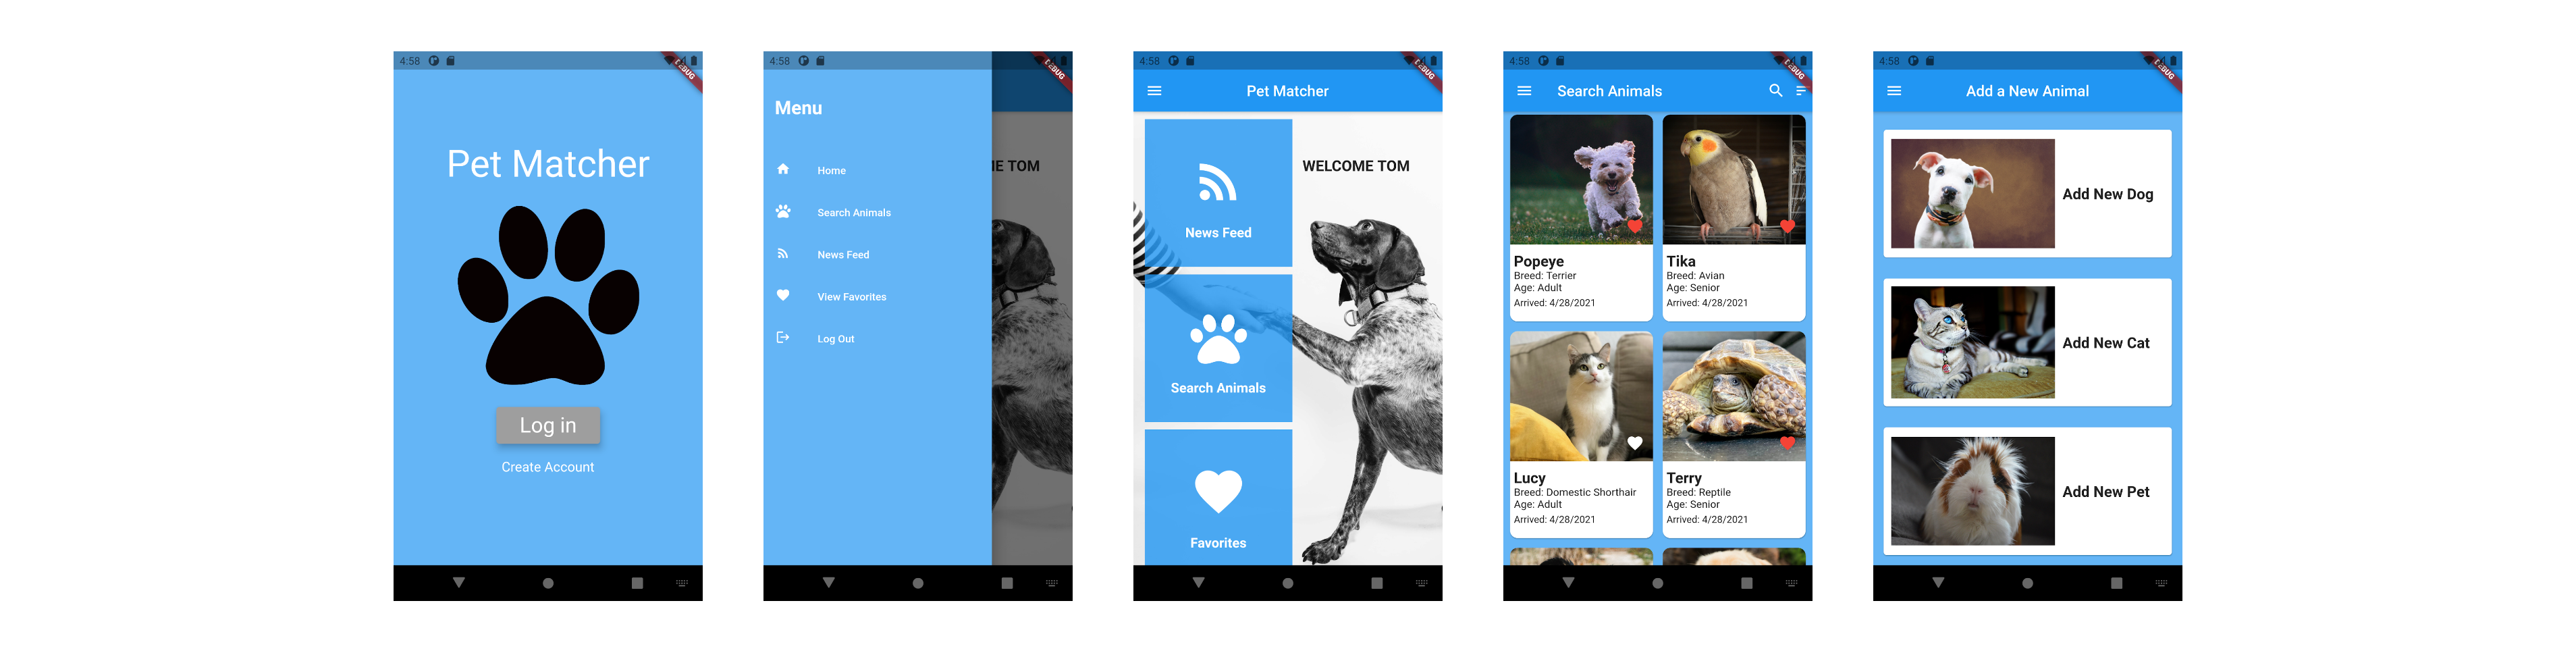 4:58
DEBUG
Pet Matcher
Log in
Create Account
4:58
DEBUG
Menu
Home
Search Animals
News Feed
View Favorites
Log Out
IE TOM
4:58
DEBUG
Pet Matcher
WELCOME TOM
News Feed
Search Animals
Favorites
4:58
DEBUG
Search Animals
Popeye
Breed: Terrier
Age: Adult
Arrived: 4/28/2021
Tika
Breed: Avian
Age: Senior
Arrived: 4/28/2021
Lucy
Breed: Domestic Shorthair
Age: Adult
Arrived: 4/28/2021
Terry
Breed: Reptile
Age: Senior
Arrived: 4/28/2021
4:58
DEBUG
Add a New Animal
Add New Dog
Add New Cat
Add New Pet